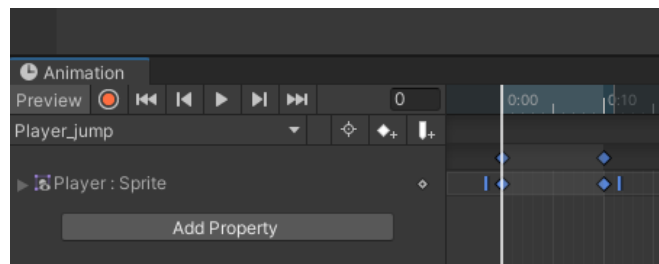 Animation
Preview 0 0:00 0:10
Player_jump
Player : Sprite
Add Property